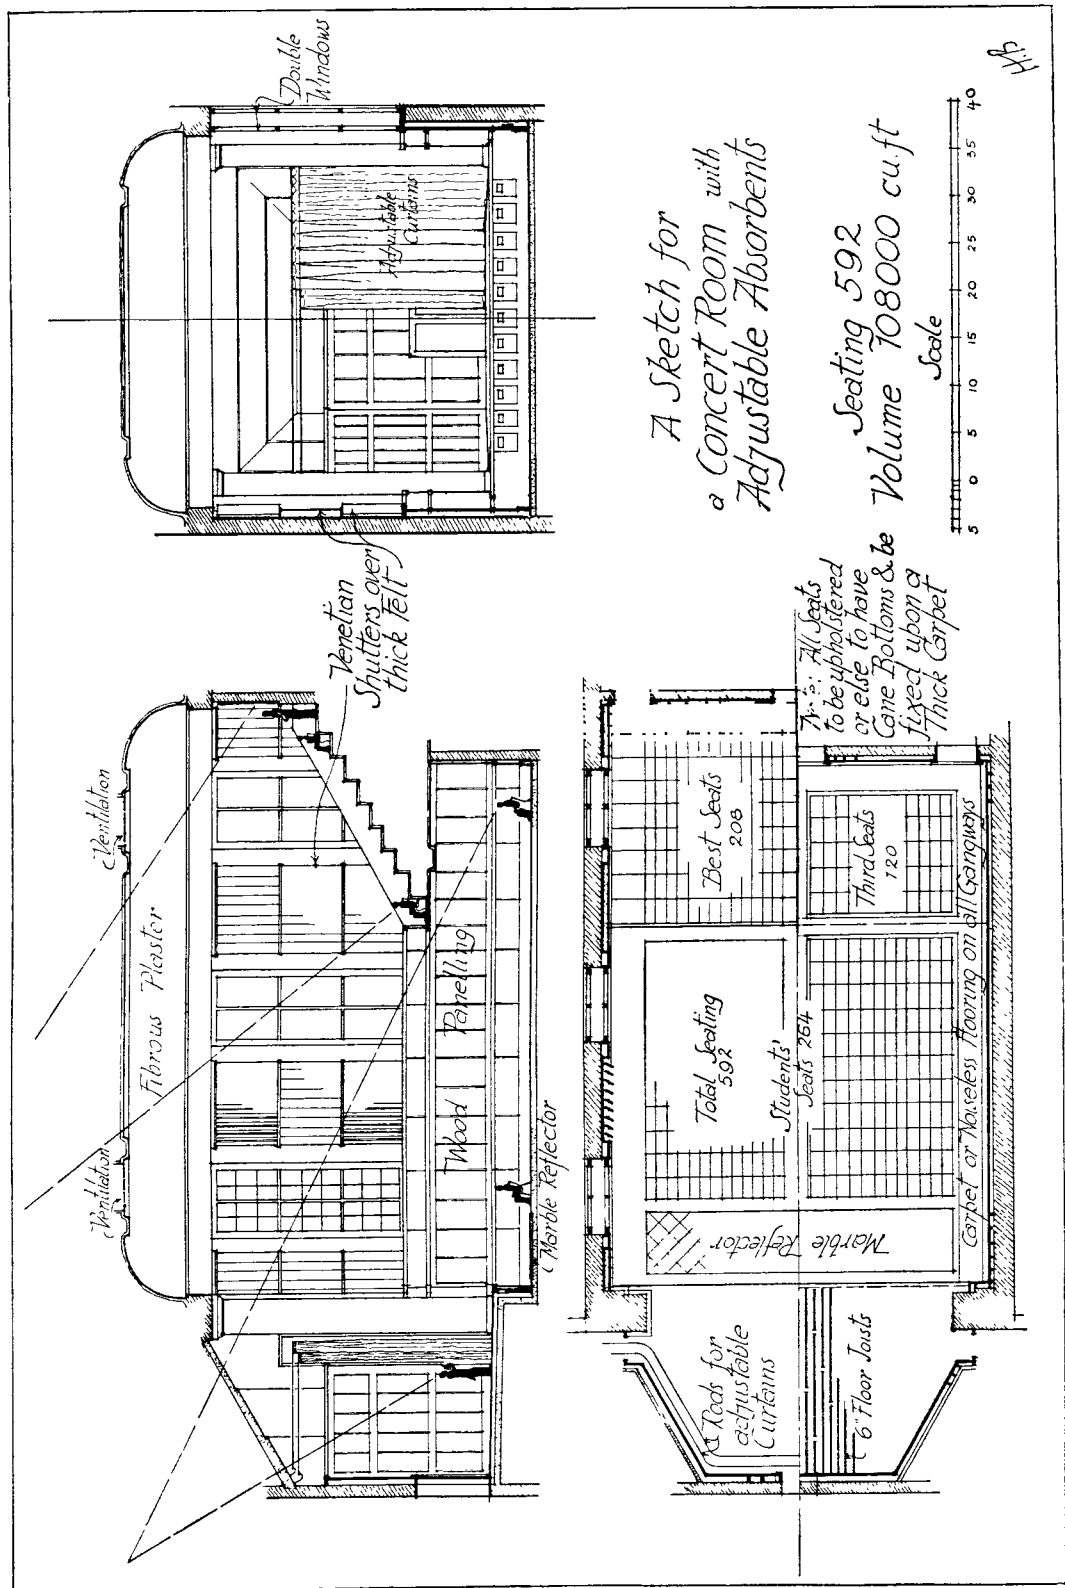 A Sketch for
a Concert Room with
Adjustable Absorbents
Seating 592
Volume 108000 cu.ft
Scale
5 0 5 10 15 20 25 30 35 40
Ventilation
Ventilation
Fibrous Plaster
Venetian
Shutters over
thick Felt
Wood Panelling
Marble Reflector
Double
Windows
Adjustable
Curtains
Rods for
adjustable
Curtains
6" Floor Joists
Marble Reflector
Total Seating
592
Students'
Seats 264
Best Seats
208
Third Seats
120
Carpet or Noiseless Flooring on all Gangways
All Seats
to be upholstered
or else to have
Cane Bottoms & be
fixed upon a
Thick Carpet